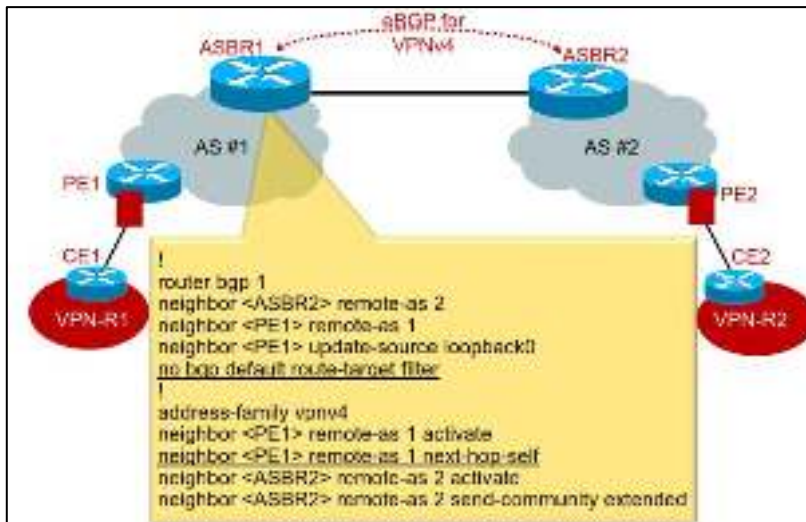 eBGP for
VPNv4
ASBR1
ASBR2
AS #1
AS #2
PE1
PE2
CE1
CE2
VPN-R1
VPN-R2
!
router bgp 1
neighbor <ASBR2> remote-as 2
neighbor <PE1> remote-as 1
neighbor <PE1> update-source loopback0
no bgp default route-target filter
!
address-family vpnv4
neighbor <PE1> remote-as 1 activate
neighbor <PE1> remote-as 1 next-hop-self
neighbor <ASBR2> remote-as 2 activate
neighbor <ASBR2> remote-as 2 send-community extended